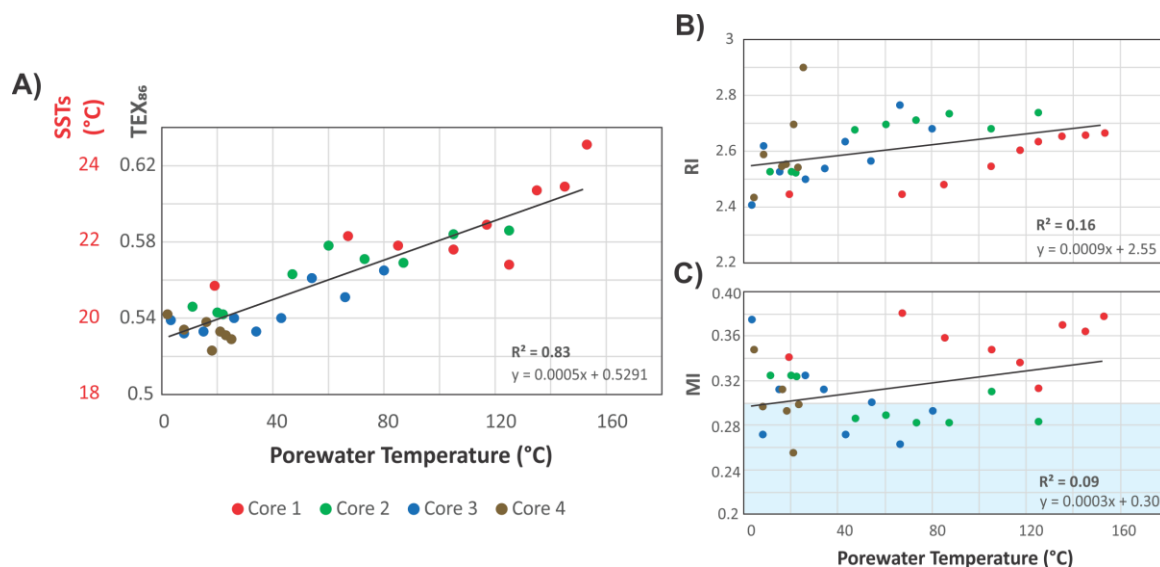 A)
SSTs
(°C)
TEX₈₆
24
22
20
18
0.62
0.58
0.54
0.5
0 40 80 120 160
R² = 0.83
y = 0.0005x + 0.5291
Porewater Temperature (°C)
Core 1 Core 2 Core 3 Core 4
B)
RI
3
2.8
2.6
2.4
2.2
R² = 0.16
y = 0.0009x + 2.55
C)
MI
0.40
0.36
0.32
0.28
0.24
0.2
R² = 0.09
y = 0.0003x + 0.30
0 40 80 120 160
Porewater Temperature (°C)